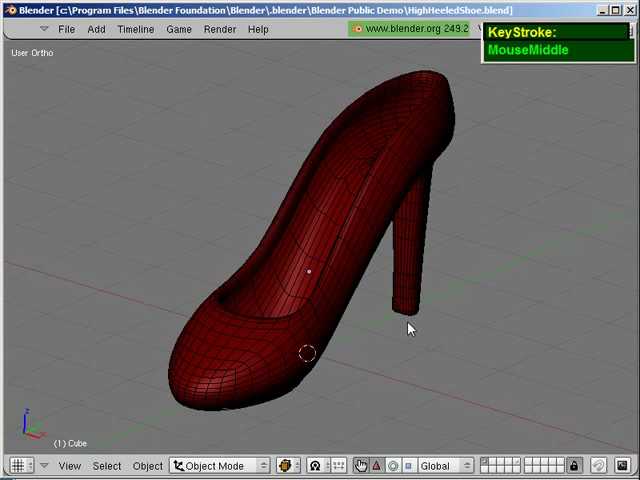 Blender [c:\Program Files\Blender Foundation\Blender\.blender\Blender Public Demo\HighHeeledShoe.blend]
File Add Timeline Game Render Help
www.blender.org 249.2
KeyStroke:
MouseMiddle
User Ortho
z
x
(1) Cube
View Select Object Object Mode Global